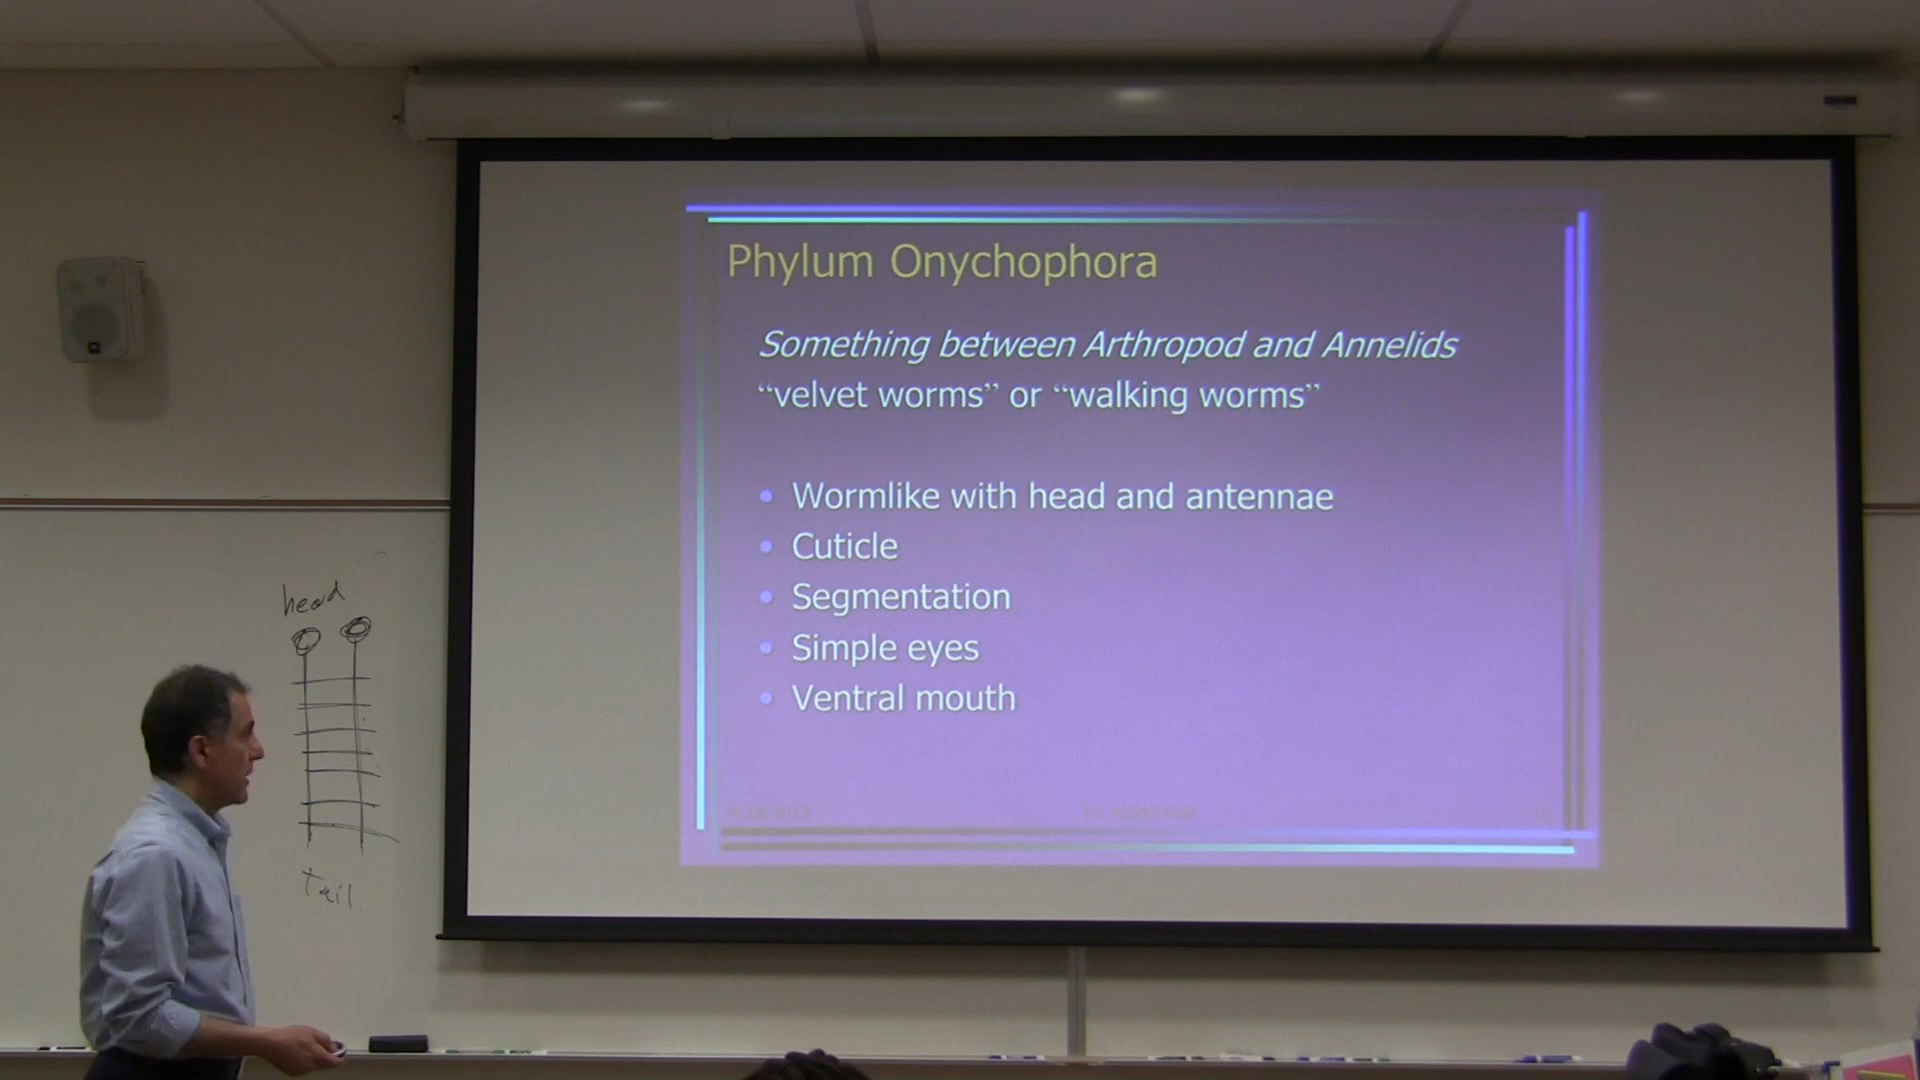 Phylum Onychophora
Something between Arthropod and Annelids
“velvet worms” or “walking worms”
• Wormlike with head and antennae
• Cuticle
• Segmentation
• Simple eyes
• Ventral mouth
head
tail